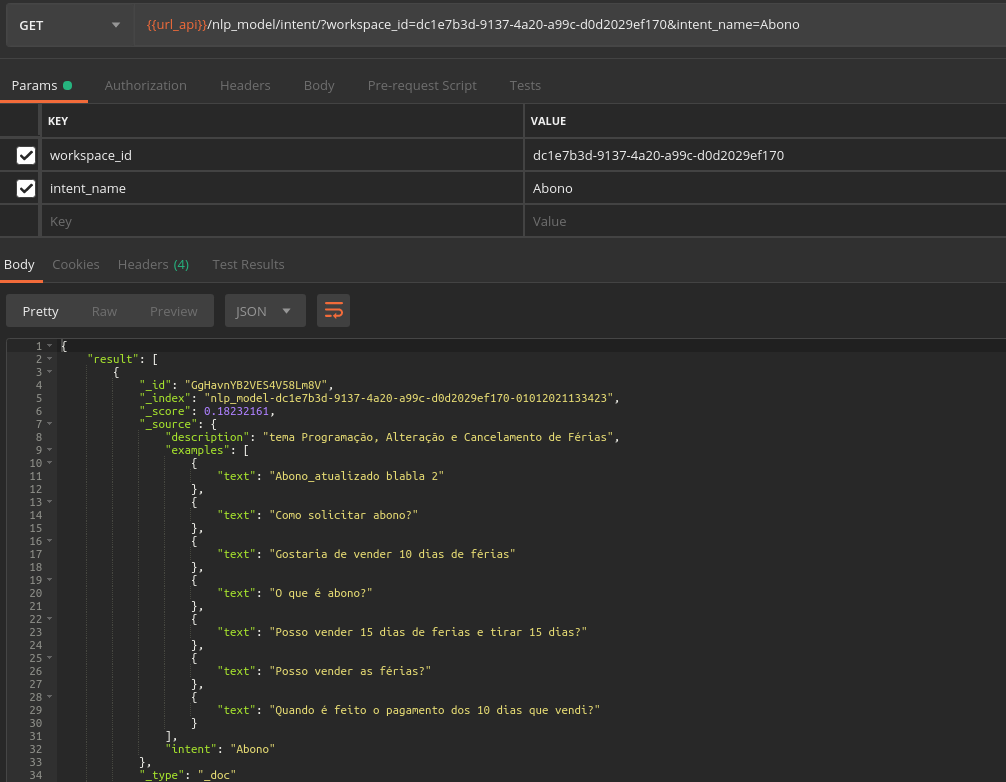 GET {{url_api}}/nlp_model/intent/?workspace_id=dc1e7b3d-9137-4a20-a99c-d0d2029ef170&intent_name=Abono
Params Authorization Headers Body Pre-request Script Tests
KEY VALUE
workspace_id dc1e7b3d-9137-4a20-a99c-d0d2029ef170
intent_name Abono
Key Value
Body Cookies Headers (4) Test Results
Pretty Raw Preview JSON
1 {
2 "result": [
3 {
4 "_id": "GgHavnYB2VES4V58Lm8V",
5 "_index": "nlp_model-dc1e7b3d-9137-4a20-a99c-d0d2029ef170-01012021133423",
6 "_score": 0.18232161,
7 "_source": {
8 "description": "tema Programação, Alteração e Cancelamento de Férias",
9 "examples": [
10 {
11 "text": "Abono_atualizado blabla 2"
12 },
13 {
14 "text": "Como solicitar abono?"
15 },
16 {
17 "text": "Gostaria de vender 10 dias de férias"
18 },
19 {
20 "text": "O que é abono?"
21 },
22 {
23 "text": "Posso vender 15 dias de ferias e tirar 15 dias?"
24 },
25 {
26 "text": "Posso vender as férias?"
27 },
28 {
29 "text": "Quando é feito o pagamento dos 10 dias que vendi?"
30 }
31 ],
32 "intent": "Abono"
33 },
34 "_type": "_doc"